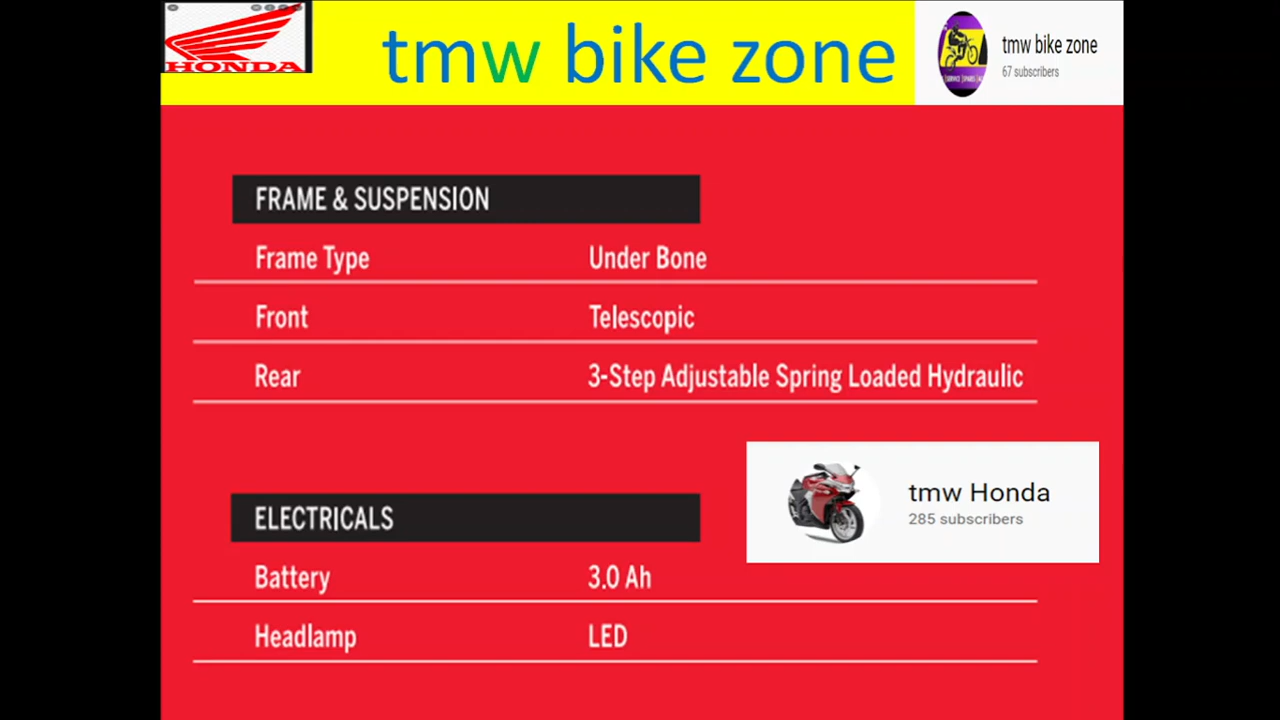 HONDA
tmw bike zone
tmw bike zone
67 subscribers
FRAME & SUSPENSION
Frame Type Under Bone
Front Telescopic
Rear 3-Step Adjustable Spring Loaded Hydraulic
tmw Honda
285 subscribers
ELECTRICALS
Battery 3.0 Ah
Headlamp LED